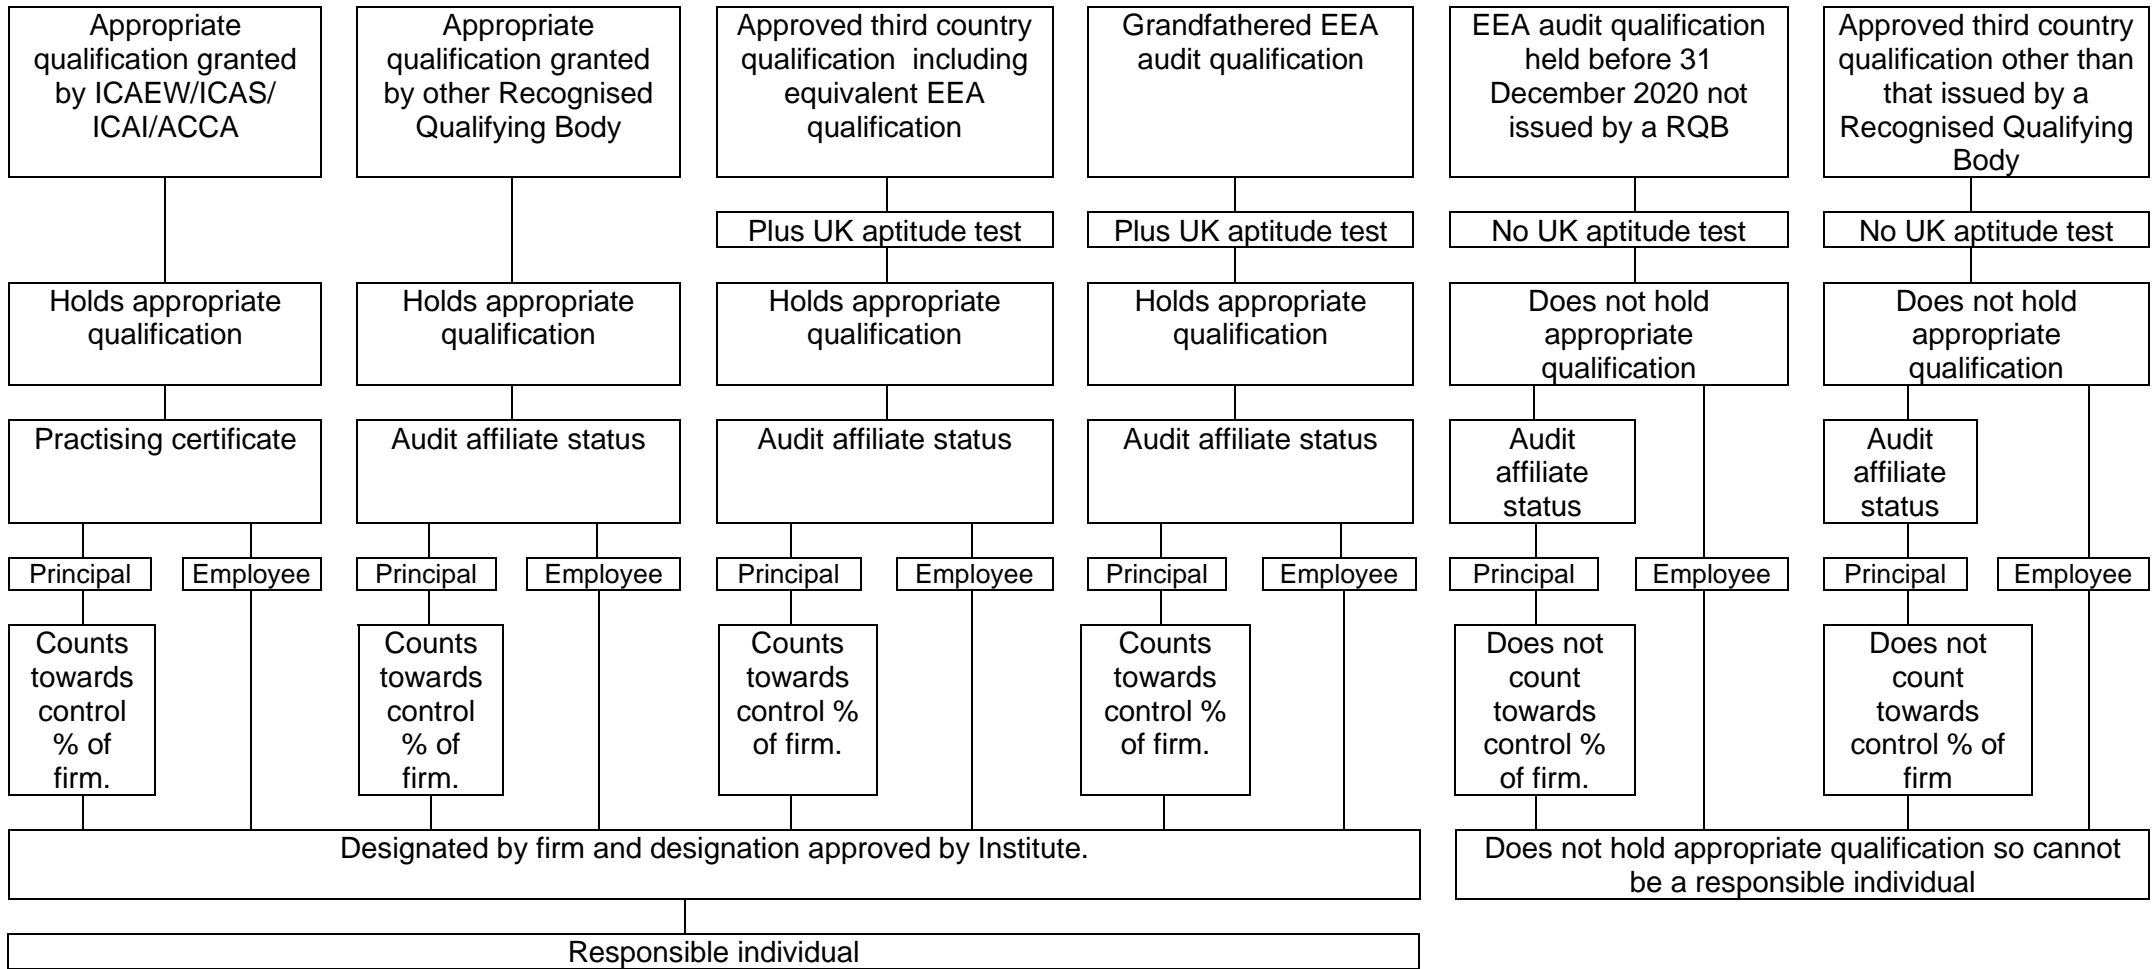 Appropriate
qualification granted
by ICAEW/ICAS/
ICAI/ACCA
Appropriate
qualification granted
by other Recognised
Qualifying Body
Approved third country
qualification including
equivalent EEA
qualification
Grandfathered EEA
audit qualification
EEA audit qualification
held before 31
December 2020 not
issued by a RQB
Approved third country
qualification other than
that issued by a
Recognised Qualifying
Body
Plus UK aptitude test
Plus UK aptitude test
No UK aptitude test
No UK aptitude test
Holds appropriate
qualification
Holds appropriate
qualification
Holds appropriate
qualification
Holds appropriate
qualification
Does not hold
appropriate
qualification
Does not hold
appropriate
qualification
Practising certificate
Audit affiliate status
Audit affiliate status
Audit affiliate status
Audit
affiliate
status
Audit
affiliate
status
Principal
Employee
Principal
Employee
Principal
Employee
Principal
Employee
Principal
Employee
Principal
Employee
Counts
towards
control
% of
firm.
Counts
towards
control
% of
firm.
Counts
towards
control %
of firm.
Counts
towards
control %
of firm.
Does not
count
towards
control %
of firm.
Does not
count
towards
control % of
firm
Designated by firm and designation approved by Institute.
Does not hold appropriate qualification so cannot
be a responsible individual
Responsible individual